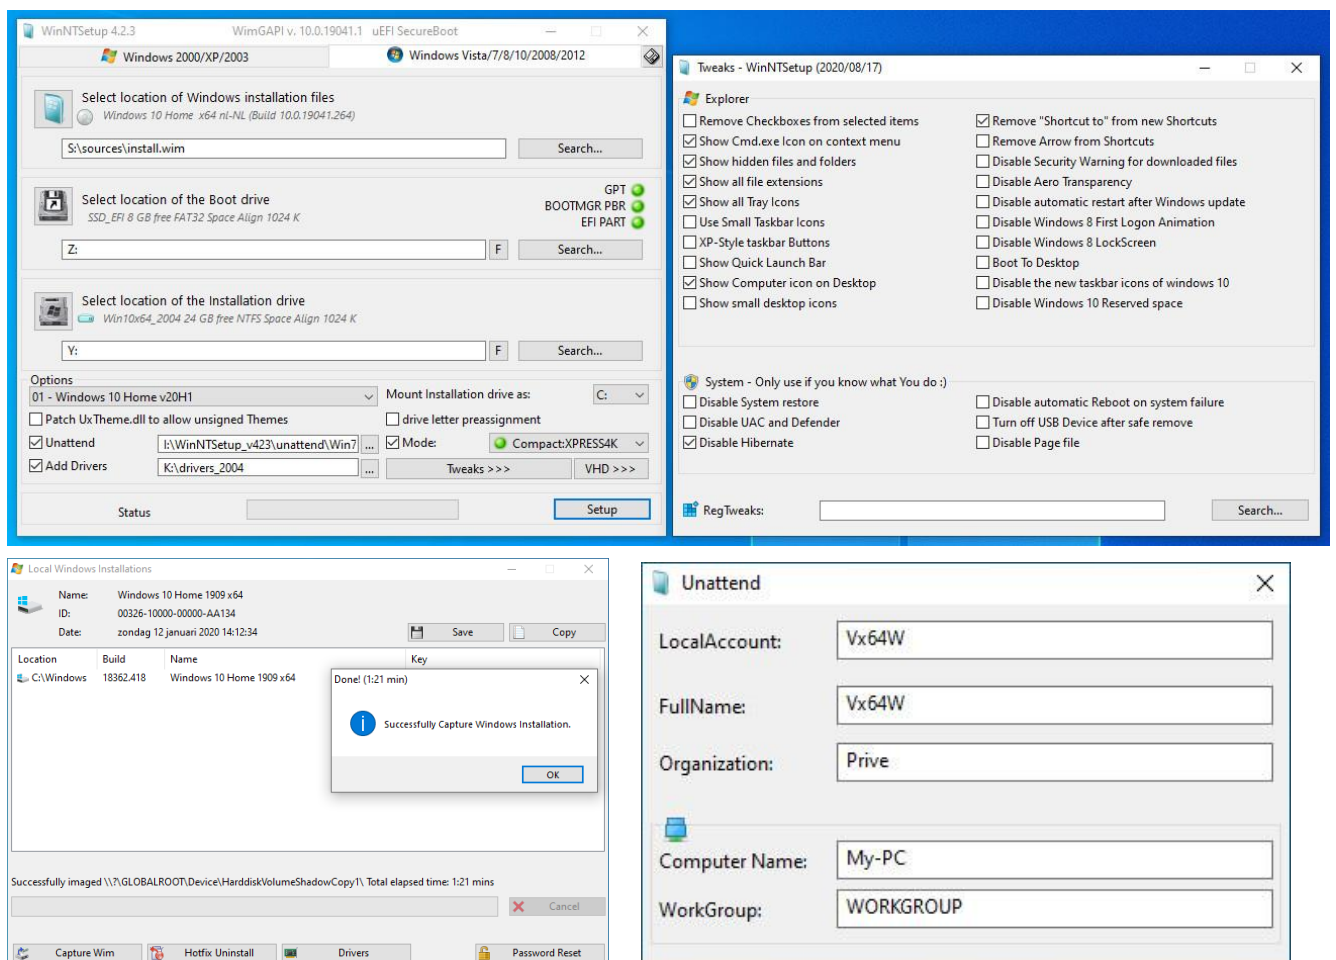 WinNTSetup 4.2.3 WimGAPI v. 10.0.19041.1 uEFI SecureBoot
Windows 2000/XP/2003 Windows Vista/7/8/10/2008/2012
Select location of Windows installation files
Windows 10 Home x64 nl-NL (Build 10.0.19041.264)
S:\sources\install.wim Search...
Select location of the Boot drive
SSD_EFI 8 GB free FAT32 Space Align 1024 K
GPT
BOOTMGR PBR
EFI PART
Z: F Search...
Select location of the Installation drive
Win10x64_2004 24 GB free NTFS Space Align 1024 K
Y: F Search...
Options
01 - Windows 10 Home v20H1 Mount Installation drive as: C:
Patch UxTheme.dll to allow unsigned Themes drive letter preassignment
Unattend I:\WinNTSetup_v423\unattend\Win7 ... Mode: Compact:XPRESS4K
Add Drivers K:\drivers_2004 ... Tweaks >>> VHD >>>
Status Setup
Tweaks - WinNTSetup (2020/08/17)
Explorer
Remove Checkboxes from selected items Remove "Shortcut to" from new Shortcuts
Show Cmd.exe Icon on context menu Remove Arrow from Shortcuts
Show hidden files and folders Disable Security Warning for downloaded files
Show all file extensions Disable Aero Transparency
Show all Tray Icons Disable automatic restart after Windows update
Use Small Taskbar Icons Disable Windows 8 First Logon Animation
XP-Style taskbar Buttons Disable Windows 8 LockScreen
Show Quick Launch Bar Boot To Desktop
Show Computer icon on Desktop Disable the new taskbar icons of windows 10
Show small desktop icons Disable Windows 10 Reserved space
System - Only use if you know what You do :)
Disable System restore Disable automatic Reboot on system failure
Disable UAC and Defender Turn off USB Device after safe remove
Disable Hibernate Disable Page file
RegTweaks: Search...
Local Windows Installations
Name: Windows 10 Home 1909 x64
ID: 00326-10000-00000-AA134
Date: zondag 12 januari 2020 14:12:34 Save Copy
Location Build Name Key
C:\Windows 18362.418 Windows 10 Home 1909 x64
Done! (1:21 min)
Successfully Capture Windows Installation.
OK
Successfully imaged \\?\GLOBALROOT\Device\HarddiskVolumeShadowCopy1\ Total elapsed time: 1:21 mins
Cancel
Capture Wim Hotfix Uninstall Drivers Password Reset
Unattend
LocalAccount: Vx64W
FullName: Vx64W
Organization: Prive
Computer Name: My-PC
WorkGroup: WORKGROUP